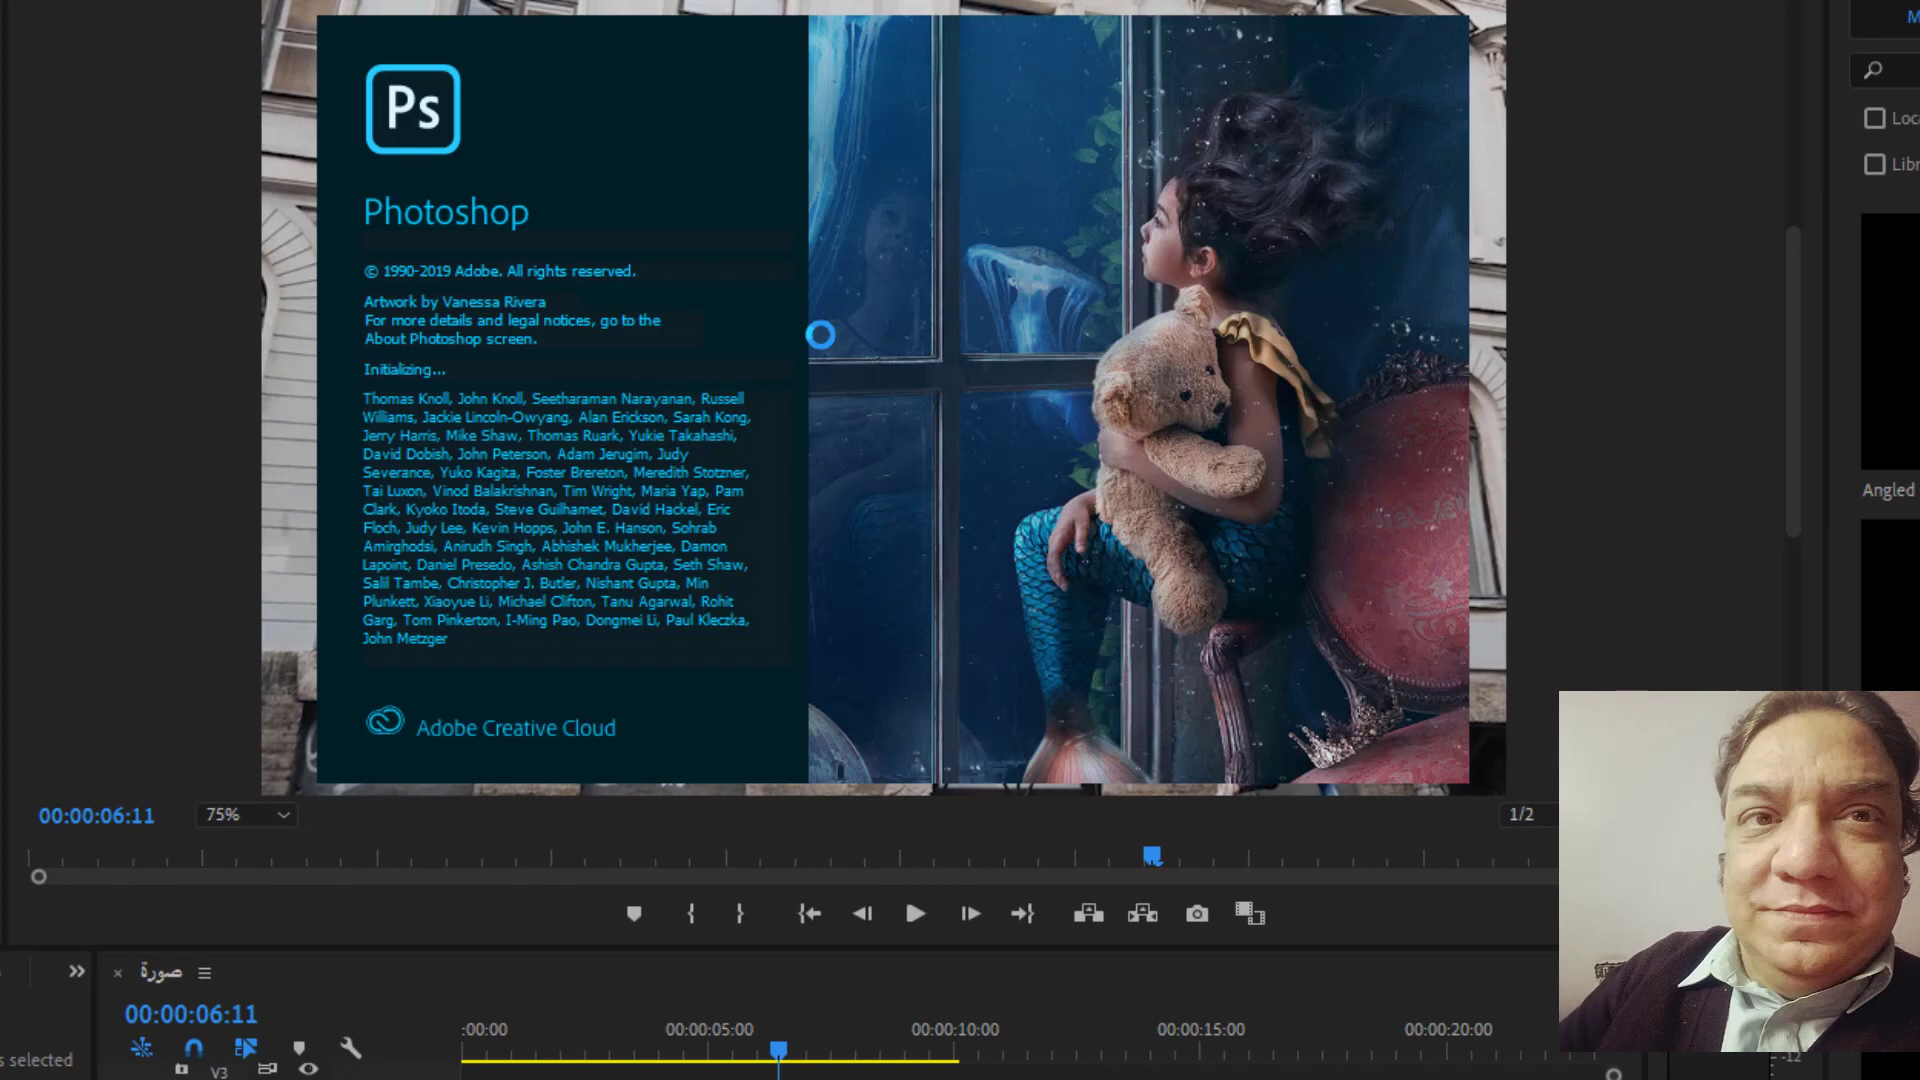 Ps
Photoshop
© 1990-2019 Adobe. All rights reserved.
Artwork by Vanessa Rivera
For more details and legal notices, go to the
About Photoshop screen.
Initializing...
Thomas Knoll, John Knoll, Seetharaman Narayanan, Russell
Williams, Jackie Lincoln-Owyang, Alan Erickson, Sarah Kong,
Jerry Harris, Mike Shaw, Thomas Ruark, Yukie Takahashi,
David Dobish, John Peterson, Adam Jerugim, Judy
Severance, Yuko Kagita, Foster Brereton, Meredith Stotzner,
Tai Luxon, Vinod Balakrishnan, Tim Wright, Maria Yap, Pam
Clark, Kyoko Itoda, Steve Guilhamet, David Hackel, Eric
Floch, Judy Lee, Kevin Hopps, John E. Hanson, Sohrab
Amirghodsi, Anirudh Singh, Abhishek Mukherjee, Damon
Lapoint, Daniel Presedo, Ashish Chandra Gupta, Seth Shaw,
Salil Tambe, Christopher J. Butler, Nishant Gupta, Min
Plunkett, Xiaoyue Li, Michael Clifton, Tanu Agarwal, Rohit
Garg, Tom Pinkerton, I-Ming Pao, Dongmei Li, Paul Kleczka,
John Metzger
Adobe Creative Cloud
Angled
00:00:06:11
75%
1/2
صورة
00:00:06:11
:00:00
00:00:05:00
00:00:10:00
00:00:15:00
00:00:20:00
s selected
V3
-12